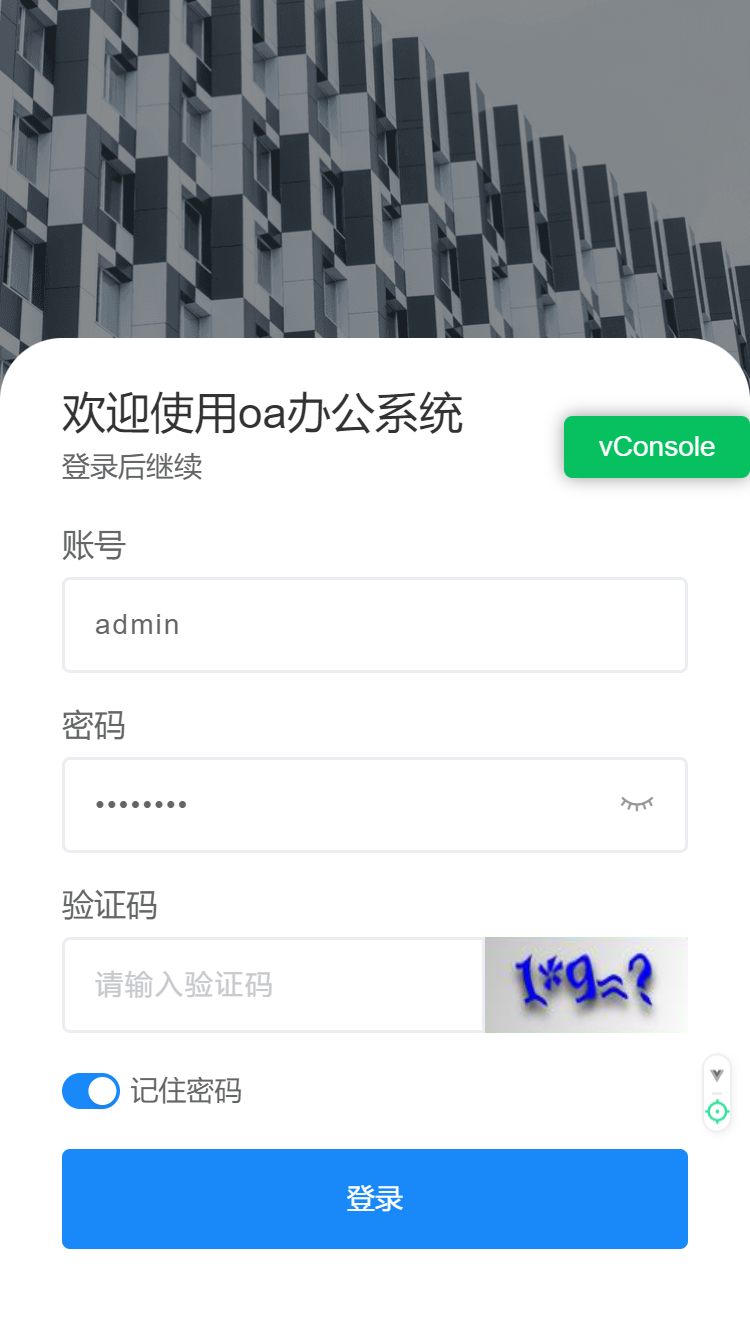 欢迎使用oa办公系统
登录后继续
vConsole
账号
admin
密码
••••••••
验证码
请输入验证码
1*9=?
记住密码
登录